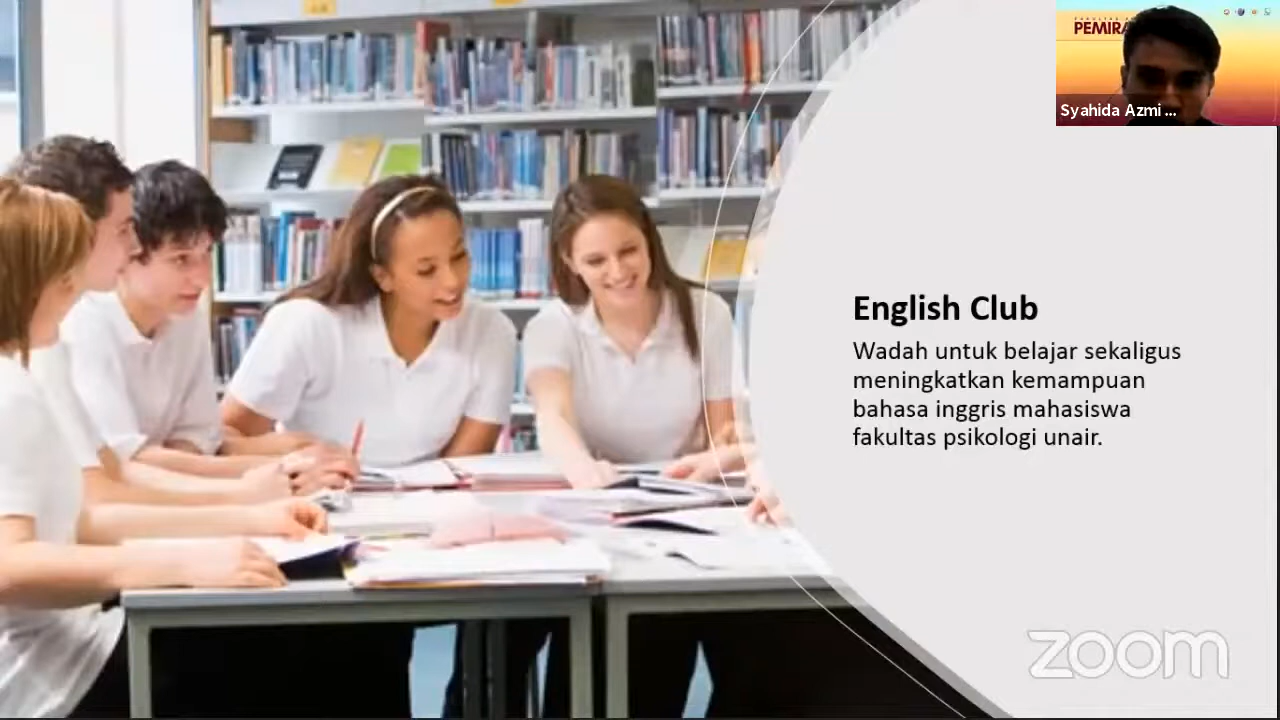 PEMIRA
Syahida Azmi ...
English Club
Wadah untuk belajar sekaligus
meningkatkan kemampuan
bahasa inggris mahasiswa
fakultas psikologi unair.
zoom